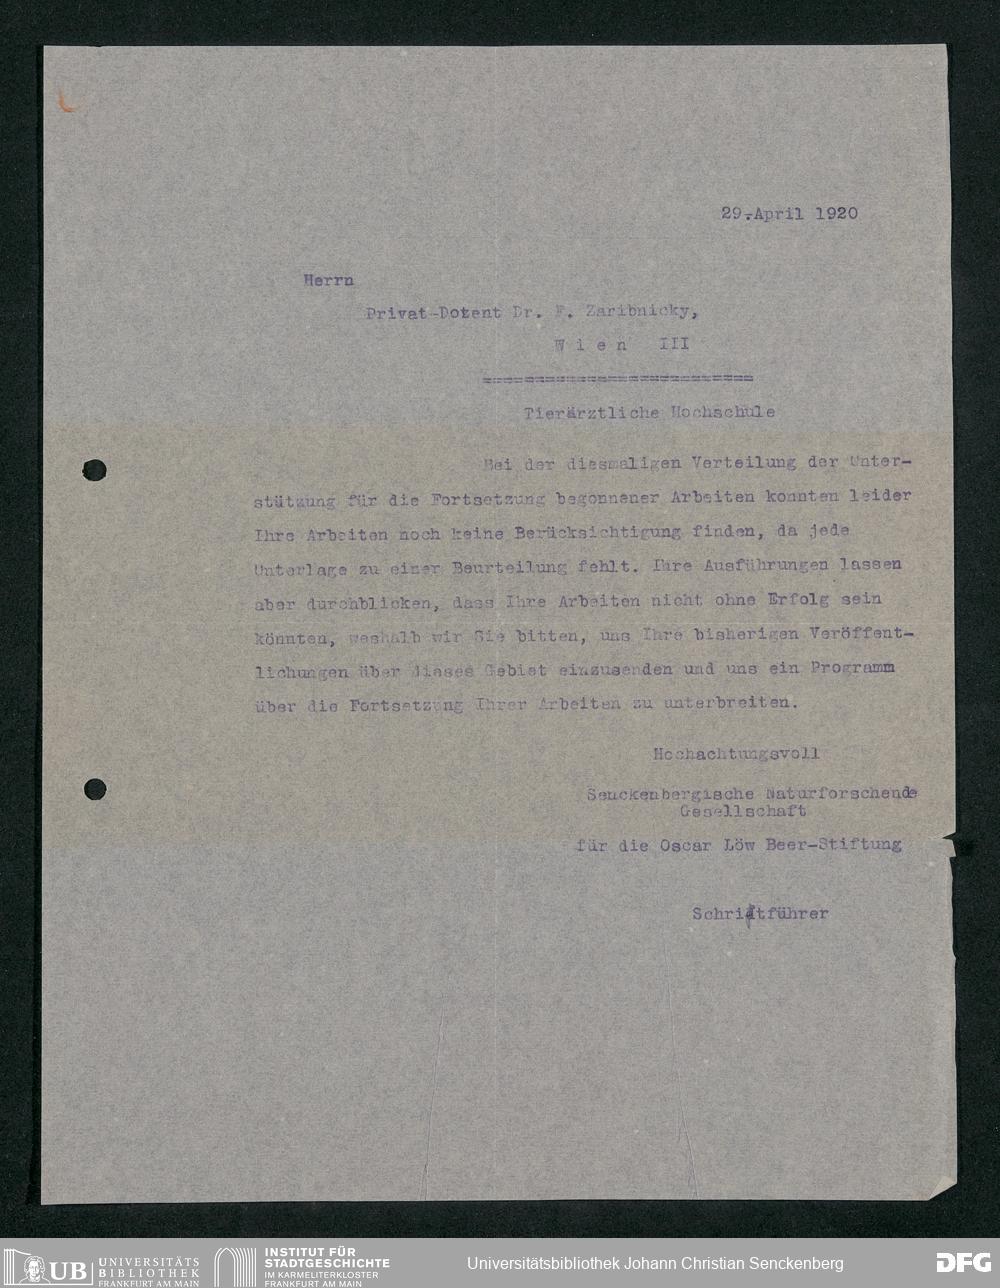 29.April 1920
Herrn
Privat-Dozent Dr. F. Zaribnicky,
W i e n III
==========================
Tierärztliche Hochschule
Bei der diesmaligen Verteilung der Unter-
stützung für die Fortsetzung begonnener Arbeiten konnten leider
Ihre Arbeiten noch keine Berücksichtigung finden, da jede
Unterlage zu einer Beurteilung fehlt. Ihre Ausführungen lassen
aber durchblicken, dass Ihre Arbeiten nicht ohne Erfolg sein
könnten, weshalb wir Sie bitten, uns Ihre bisherigen Veröffent-
lichungen über dieses Gebiet einzusenden und uns ein Programm
über die Fortsetzung Ihrer Arbeiten zu unterbreiten.
Hochachtungsvoll
Senckenbergische Naturforschende
Gesellschaft
für die Oscar Löw Beer-Stiftung
Schriftführer
UB UNIVERSITÄTS
BIBLIOTHEK
FRANKFURT AM MAIN
INSTITUT FÜR
STADTGESCHICHTE
IM KARMELITERKLOSTER
FRANKFURT AM MAIN
Universitätsbibliothek Johann Christian Senckenberg
DFG